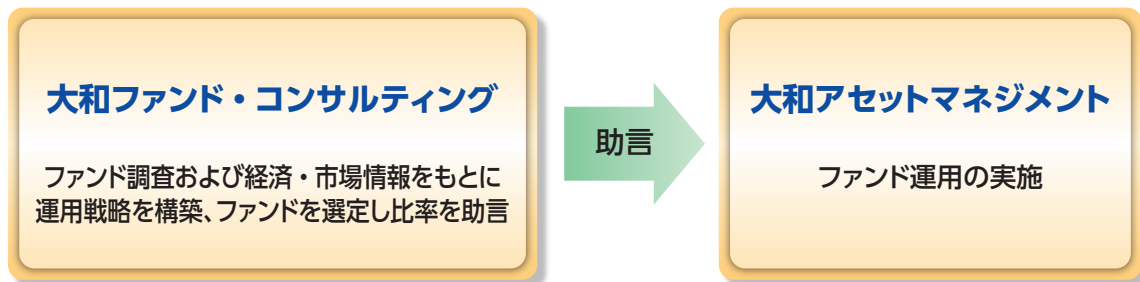 大和ファンド・コンサルティング
ファンド調査および経済・市場情報をもとに
運用戦略を構築、ファンドを選定し比率を助言
助言
大和アセットマネジメント
ファンド運用の実施